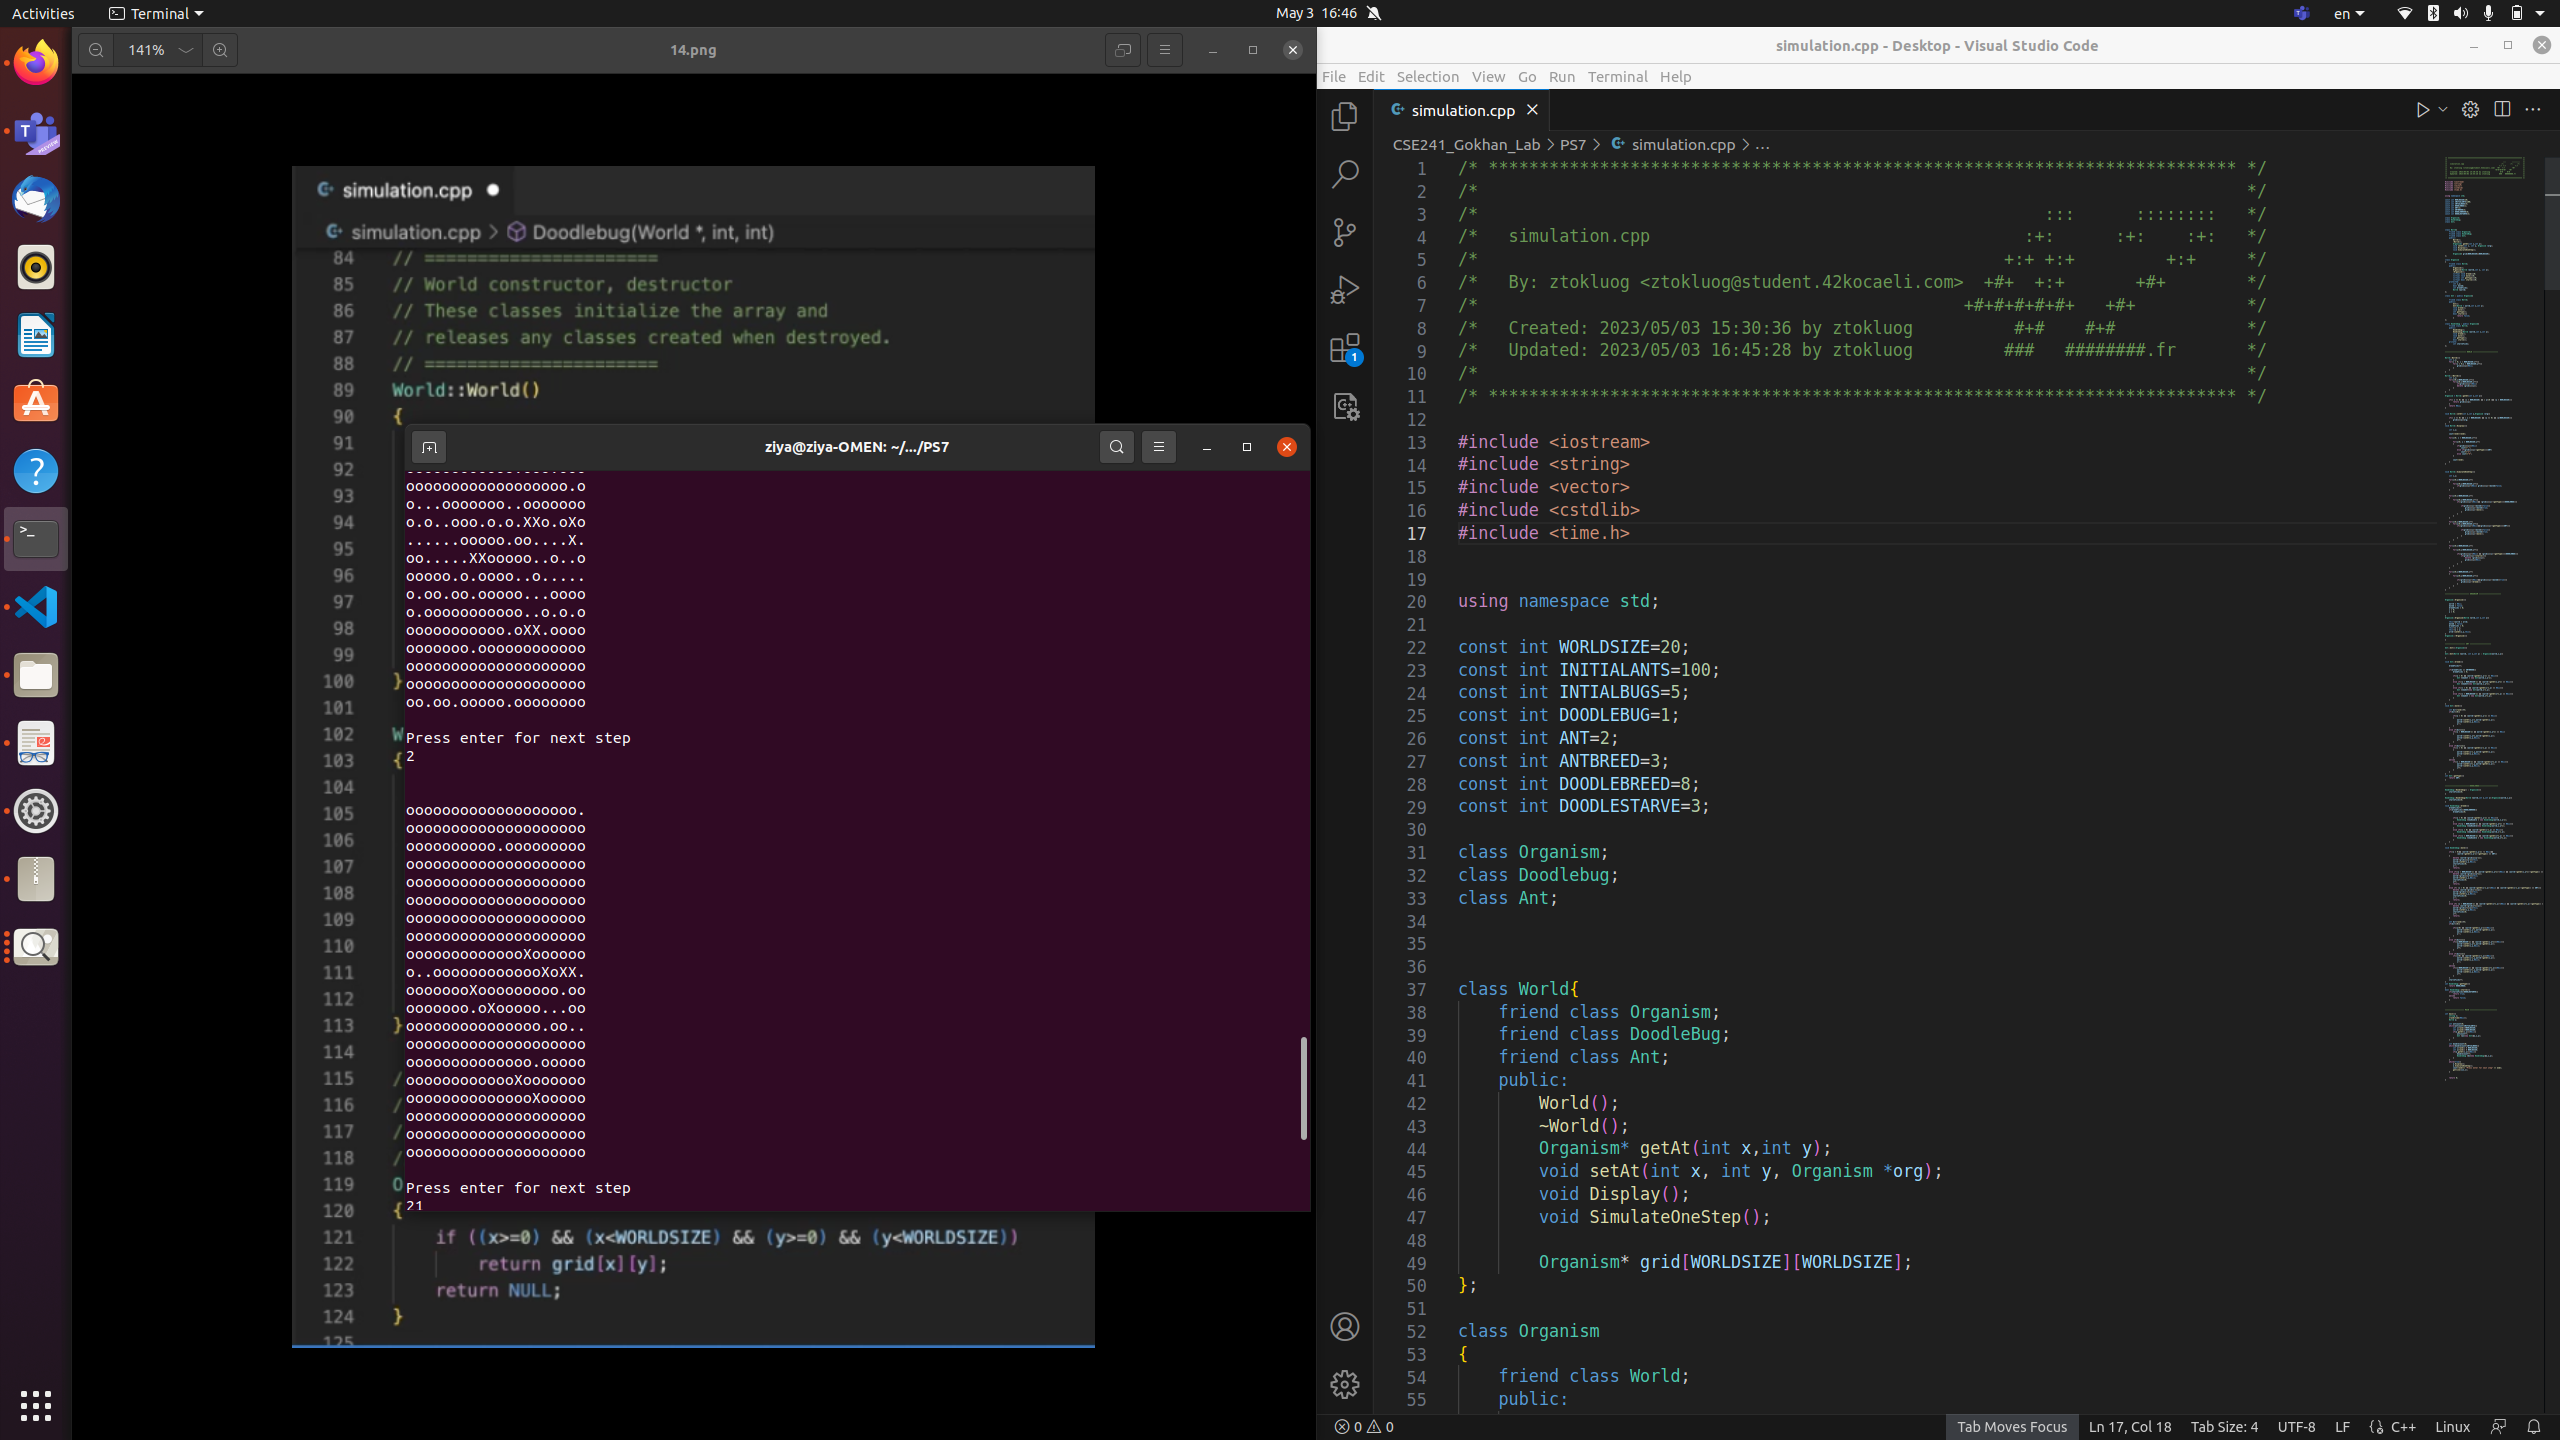 Activities
Terminal
May 3 16:46
en
141%
14.png
simulation.cpp
simulation.cpp > Doodlebug(World *, int, int)
84 // ======================
85 // World constructor, destructor
86 // These classes initialize the array and
87 // releases any classes created when destroyed.
88 // ======================
89 World::World()
90 {
91
92
93
94
95
96
97
98
99
100 }
101
102 W
103 {
104
105
106
107
108
109
110
111
112
113 }
114
115 /
116 /
117 /
118 /
119 O
120 {
121 if ((x>=0) && (x<WORLDSIZE) && (y>=0) && (y<WORLDSIZE))
122 return grid[x][y];
123 return NULL;
124 }
125
ziya@ziya-OMEN: ~/.../PS7
oooooooooooooooooo.o
o...ooooooo..ooooooo
o.o..ooo.o.o.XXo.oXo
......ooooo.oo....X.
oo.....XXooooo..o..o
ooooo.o.oooo..o.....
o.oo.oo.ooooo...oooo
o.ooooooooooo..o.o.o
ooooooooooo.oXX.oooo
ooooooo.oooooooooooo
oooooooooooooooooooo
oooooooooooooooooooo
oo.oo.ooooo.oooooooo
Press enter for next step
2
ooooooooooooooooooo.
oooooooooooooooooooo
oooooooooo.ooooooooo
oooooooooooooooooooo
oooooooooooooooooooo
oooooooooooooooooooo
oooooooooooooooooooo
oooooooooooooooooooo
oooooooooooooXoooooo
o..ooooooooooooXoXX.
oooooooXooooooooo.oo
ooooooo.oXooooo...oo
ooooooooooooooo.oo..
oooooooooooooooooooo
oooooooooooooo.ooooo
ooooooooooooXooooooo
ooooooooooooooXooooo
oooooooooooooooooooo
oooooooooooooooooooo
oooooooooooooooooooo
Press enter for next step
21
simulation.cpp - Desktop - Visual Studio Code
File Edit Selection View Go Run Terminal Help
simulation.cpp
CSE241_Gokhan_Lab > PS7 > simulation.cpp > ...
1 /* ************************************************************************** */
2 /* */
3 /* ::: :::::::: */
4 /* simulation.cpp :+: :+: :+: */
5 /* +:+ +:+ +:+ */
6 /* By: ztokluog <ztokluog@student.42kocaeli.com> +#+ +:+ +#+ */
7 /* +#+#+#+#+#+ +#+ */
8 /* Created: 2023/05/03 15:30:36 by ztokluog #+# #+# */
9 /* Updated: 2023/05/03 16:45:28 by ztokluog ### ########.fr */
10 /* */
11 /* ************************************************************************** */
12
13 #include <iostream>
14 #include <string>
15 #include <vector>
16 #include <cstdlib>
17 #include <time.h>
18
19
20 using namespace std;
21
22 const int WORLDSIZE=20;
23 const int INITIALANTS=100;
24 const int INTIALBUGS=5;
25 const int DOODLEBUG=1;
26 const int ANT=2;
27 const int ANTBREED=3;
28 const int DOODLEBREED=8;
29 const int DOODLESTARVE=3;
30
31 class Organism;
32 class Doodlebug;
33 class Ant;
34
35
36
37 class World{
38 friend class Organism;
39 friend class DoodleBug;
40 friend class Ant;
41 public:
42 World();
43 ~World();
44 Organism* getAt(int x,int y);
45 void setAt(int x, int y, Organism *org);
46 void Display();
47 void SimulateOneStep();
48
49 Organism* grid[WORLDSIZE][WORLDSIZE];
50 };
51
52 class Organism
53 {
54 friend class World;
55 public:
1
0 0
Tab Moves Focus
Ln 17, Col 18
Tab Size: 4
UTF-8
LF
C++
Linux